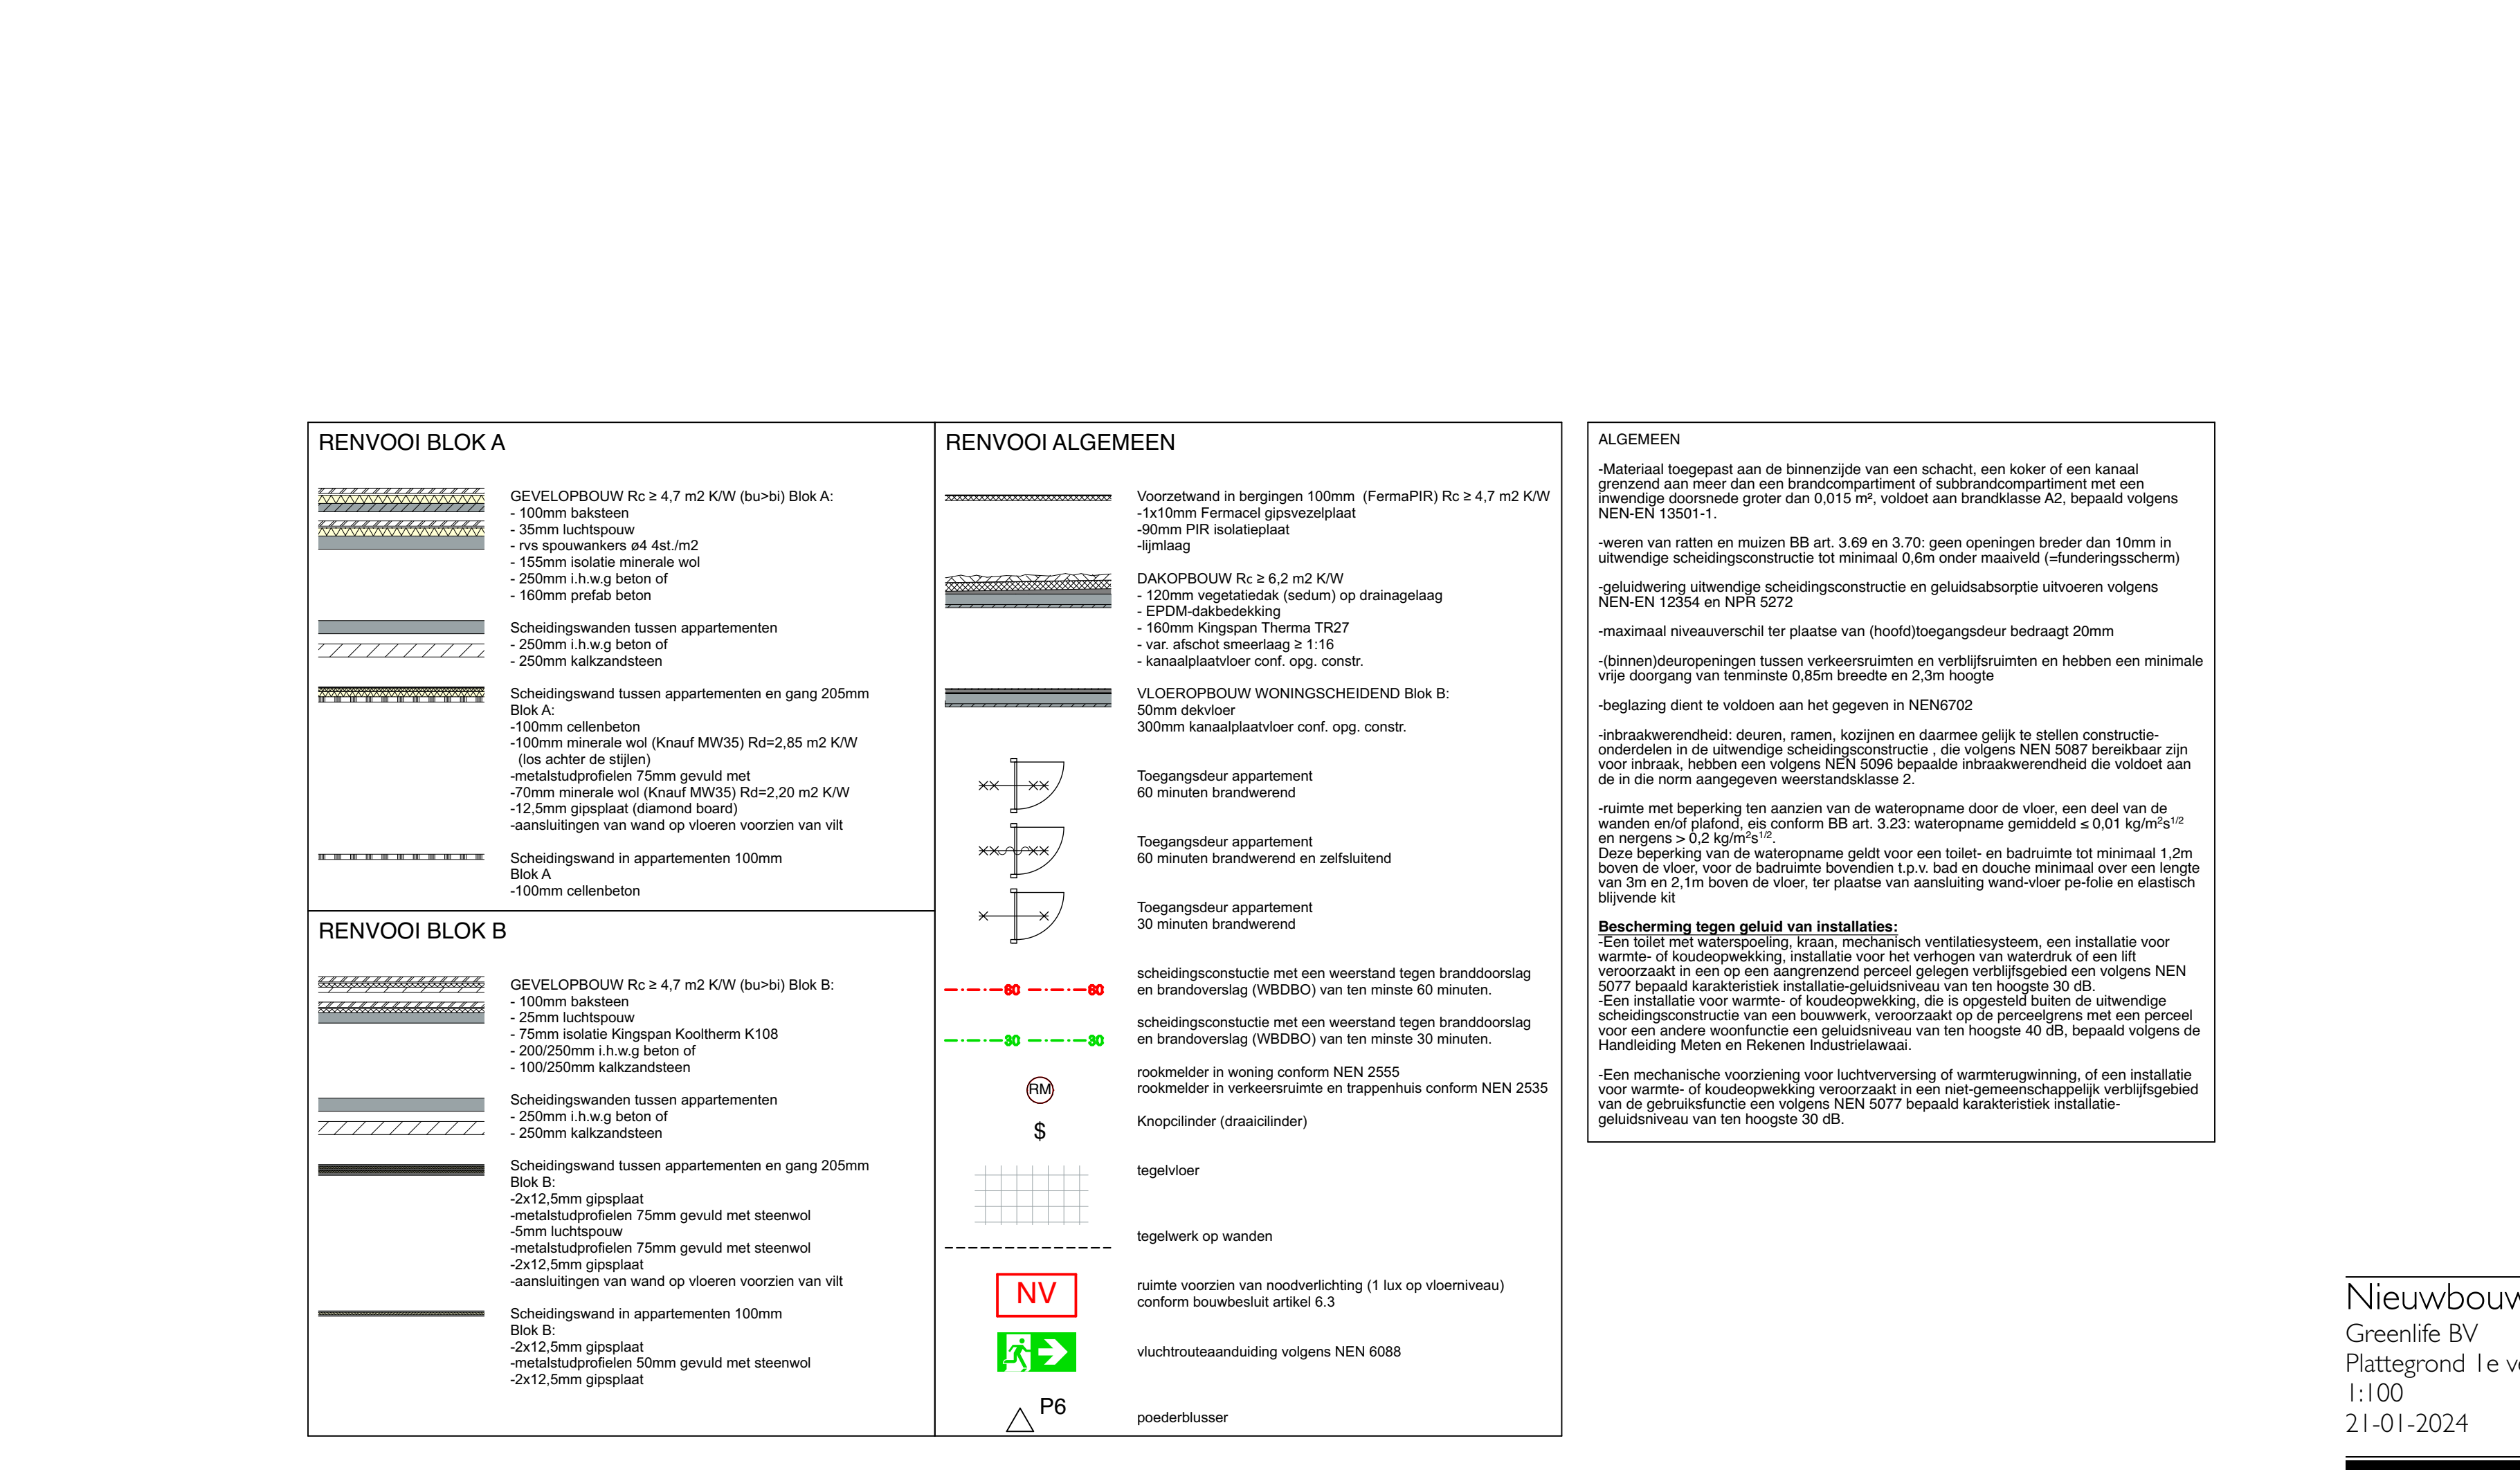 RENVOOI BLOK A
GEVELOPBOUW Rc ≥ 4,7 m2 K/W (bu>bi) Blok A:
- 100mm baksteen
- 35mm luchtspouw
- rvs spouwankers ø4 4st./m2
- 155mm isolatie minerale wol
- 250mm i.h.w.g beton of
- 160mm prefab beton
Scheidingswanden tussen appartementen
- 250mm i.h.w.g beton of
- 250mm kalkzandsteen
Scheidingswand tussen appartementen en gang 205mm
Blok A:
-100mm cellenbeton
-100mm minerale wol (Knauf MW35) Rd=2,85 m2 K/W
(los achter de stijlen)
-metalstudprofielen 75mm gevuld met
-70mm minerale wol (Knauf MW35) Rd=2,20 m2 K/W
-12,5mm gipsplaat (diamond board)
-aansluitingen van wand op vloeren voorzien van vilt
Scheidingswand in appartementen 100mm
Blok A
-100mm cellenbeton
RENVOOI BLOK B
GEVELOPBOUW Rc ≥ 4,7 m2 K/W (bu>bi) Blok B:
- 100mm baksteen
- 25mm luchtspouw
- 75mm isolatie Kingspan Kooltherm K108
- 200/250mm i.h.w.g beton of
- 100/250mm kalkzandsteen
Scheidingswanden tussen appartementen
- 250mm i.h.w.g beton of
- 250mm kalkzandsteen
Scheidingswand tussen appartementen en gang 205mm
Blok B:
-2x12,5mm gipsplaat
-metalstudprofielen 75mm gevuld met steenwol
-5mm luchtspouw
-metalstudprofielen 75mm gevuld met steenwol
-2x12,5mm gipsplaat
-aansluitingen van wand op vloeren voorzien van vilt
Scheidingswand in appartementen 100mm
Blok B:
-2x12,5mm gipsplaat
-metalstudprofielen 50mm gevuld met steenwol
-2x12,5mm gipsplaat
RENVOOI ALGEMEEN
Voorzetwand in bergingen 100mm (FermaPIR) Rc ≥ 4,7 m2 K/W
-1x10mm Fermacel gipsvezelplaat
-90mm PIR isolatieplaat
-lijmlaag
DAKOPBOUW Rc ≥ 6,2 m2 K/W
- 120mm vegetatiedak (sedum) op drainagelaag
- EPDM-dakbedekking
- 160mm Kingspan Therma TR27
- var. afschot smeerlaag ≥ 1:16
- kanaalplaatvloer conf. opg. constr.
VLOEROPBOUW WONINGSCHEIDEND Blok B:
50mm dekvloer
300mm kanaalplaatvloer conf. opg. constr.
Toegangsdeur appartement
60 minuten brandwerend
Toegangsdeur appartement
60 minuten brandwerend en zelfsluitend
Toegangsdeur appartement
30 minuten brandwerend
scheidingsconstuctie met een weerstand tegen branddoorslag
60 60 en brandoverslag (WBDBO) van ten minste 60 minuten.
scheidingsconstuctie met een weerstand tegen branddoorslag
30 30 en brandoverslag (WBDBO) van ten minste 30 minuten.
rookmelder in woning conform NEN 2555
RM rookmelder in verkeersruimte en trappenhuis conform NEN 2535
$ Knopcilinder (draaicilinder)
tegelvloer
tegelwerk op wanden
NV ruimte voorzien van noodverlichting (1 lux op vloerniveau)
conform bouwbesluit artikel 6.3
vluchtrouteaanduiding volgens NEN 6088
P6 poederblusser
ALGEMEEN
-Materiaal toegepast aan de binnenzijde van een schacht, een koker of een kanaal
grenzend aan meer dan een brandcompartiment of subbrandcompartiment met een
inwendige doorsnede groter dan 0,015 m², voldoet aan brandklasse A2, bepaald volgens
NEN-EN 13501-1.
-weren van ratten en muizen BB art. 3.69 en 3.70: geen openingen breder dan 10mm in
uitwendige scheidingsconstructie tot minimaal 0,6m onder maaiveld (=funderingsscherm)
-geluidwering uitwendige scheidingsconstructie en geluidsabsorptie uitvoeren volgens
NEN-EN 12354 en NPR 5272
-maximaal niveauverschil ter plaatse van (hoofd)toegangsdeur bedraagt 20mm
-(binnen)deuropeningen tussen verkeersruimten en verblijfsruimten en hebben een minimale
vrije doorgang van tenminste 0,85m breedte en 2,3m hoogte
-beglazing dient te voldoen aan het gegeven in NEN6702
-inbraakwerendheid: deuren, ramen, kozijnen en daarmee gelijk te stellen constructie-
onderdelen in de uitwendige scheidingsconstructie , die volgens NEN 5087 bereikbaar zijn
voor inbraak, hebben een volgens NEN 5096 bepaalde inbraakwerendheid die voldoet aan
de in die norm aangegeven weerstandsklasse 2.
-ruimte met beperking ten aanzien van de wateropname door de vloer, een deel van de
wanden en/of plafond, eis conform BB art. 3.23: wateropname gemiddeld ≤ 0,01 kg/m²s¹/²
en nergens > 0,2 kg/m²s¹/².
Deze beperking van de wateropname geldt voor een toilet- en badruimte tot minimaal 1,2m
boven de vloer, voor de badruimte bovendien t.p.v. bad en douche minimaal over een lengte
van 3m en 2,1m boven de vloer, ter plaatse van aansluiting wand-vloer pe-folie en elastisch
blijvende kit
Bescherming tegen geluid van installaties:
-Een toilet met waterspoeling, kraan, mechanisch ventilatiesysteem, een installatie voor
warmte- of koudeopwekking, installatie voor het verhogen van waterdruk of een lift
veroorzaakt in een op een aangrenzend perceel gelegen verblijfsgebied een volgens NEN
5077 bepaald karakteristiek installatie-geluidsniveau van ten hoogste 30 dB.
-Een installatie voor warmte- of koudeopwekking, die is opgesteld buiten de uitwendige
scheidingsconstructie van een bouwwerk, veroorzaakt op de perceelgrens met een perceel
voor een andere woonfunctie een geluidsniveau van ten hoogste 40 dB, bepaald volgens de
Handleiding Meten en Rekenen Industrielawaai.
-Een mechanische voorziening voor luchtverversing of warmterugwinning, of een installatie
voor warmte- of koudeopwekking veroorzaakt in een niet-gemeenschappelijk verblijfsgebied
van de gebruiksfunctie een volgens NEN 5077 bepaald karakteristiek installatie-
geluidsniveau van ten hoogste 30 dB.
Nieuwbouw
Greenlife BV
Plattegrond 1e
1:100
21-01-2024